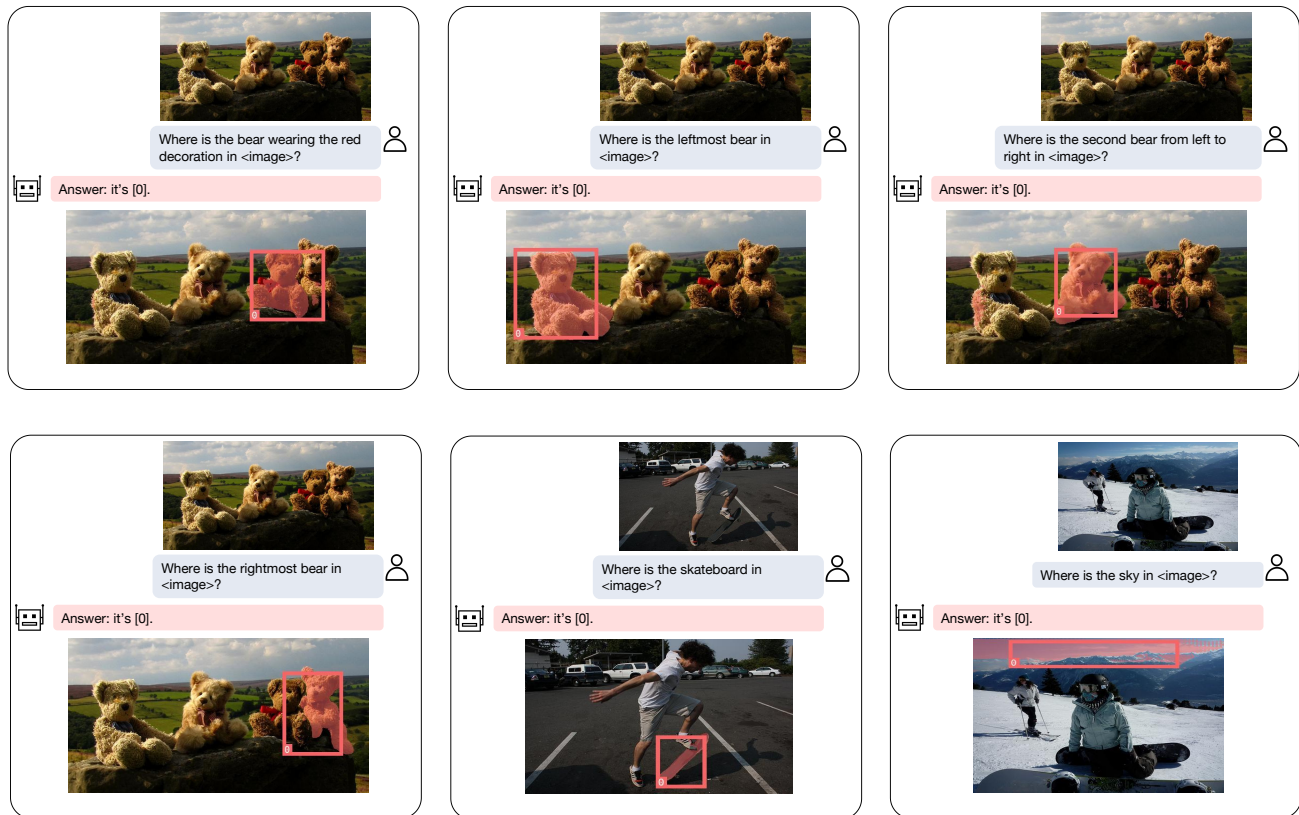 Where is the bear wearing the red
decoration in <image>?
Answer: it's [0].
0
Where is the leftmost bear in
<image>?
Answer: it's [0].
0
Where is the second bear from left to
right in <image>?
Answer: it's [0].
0
Where is the rightmost bear in
<image>?
Answer: it's [0].
0
Where is the skateboard in
<image>?
Answer: it's [0].
0
Where is the sky in <image>?
Answer: it's [0].
0